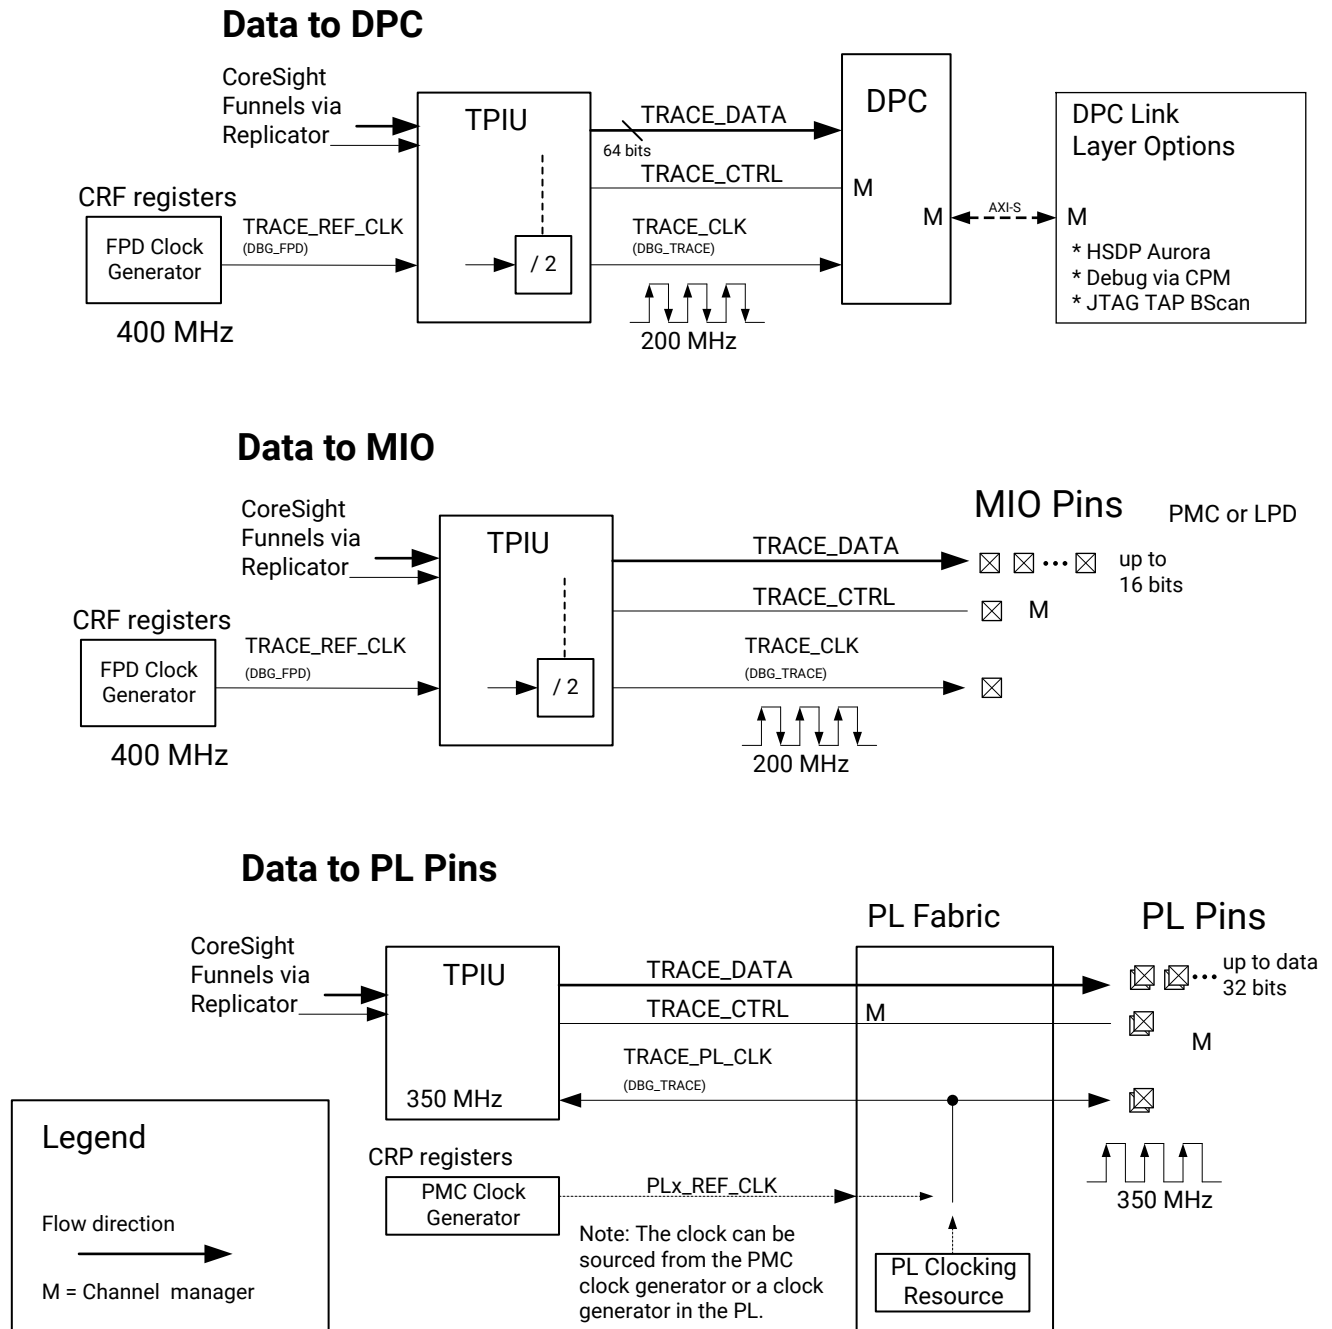 Data to DPC
CoreSight
Funnels via
Replicator
TPIU
TRACE_DATA
64 bits
TRACE_CTRL
DPC
M
M
AXI-S
DPC Link
Layer Options
M
* HSDP Aurora
* Debug via CPM
* JTAG TAP BScan
CRF registers
FPD Clock
Generator
400 MHz
TRACE_REF_CLK
(DBG_FPD)
/ 2
TRACE_CLK
(DBG_TRACE)
200 MHz
Data to MIO
CoreSight
Funnels via
Replicator
TPIU
TRACE_DATA
TRACE_CTRL
MIO Pins
PMC or LPD
up to
16 bits
M
CRF registers
FPD Clock
Generator
400 MHz
TRACE_REF_CLK
(DBG_FPD)
/ 2
TRACE_CLK
(DBG_TRACE)
200 MHz
Data to PL Pins
CoreSight
Funnels via
Replicator
TPIU
350 MHz
TRACE_DATA
TRACE_CTRL
TRACE_PL_CLK
(DBG_TRACE)
PL Fabric
M
PL Pins
up to data
32 bits
M
350 MHz
CRP registers
PMC Clock
Generator
PLx_REF_CLK
Note: The clock can be
sourced from the PMC
clock generator or a clock
generator in the PL.
PL Clocking
Resource
Legend
Flow direction
M = Channel manager